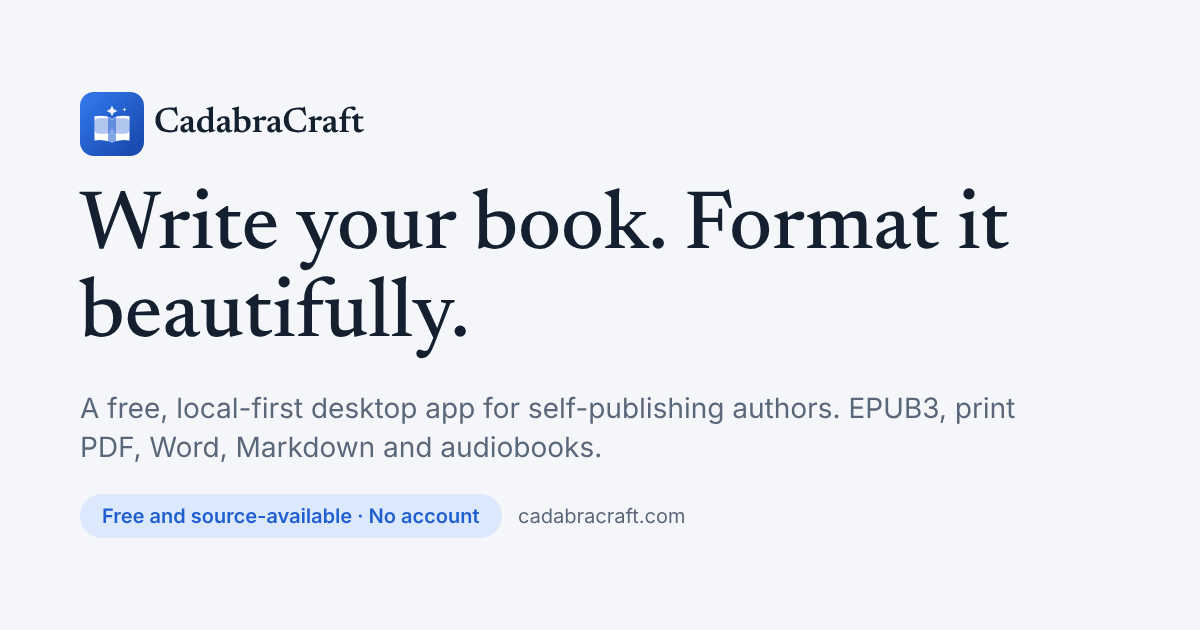 CadabraCraft
Write your book. Format it
beautifully.
A free, local-first desktop app for self-publishing authors. EPUB3, print
PDF, Word, Markdown and audiobooks.
Free and source-available · No account
cadabracraft.com